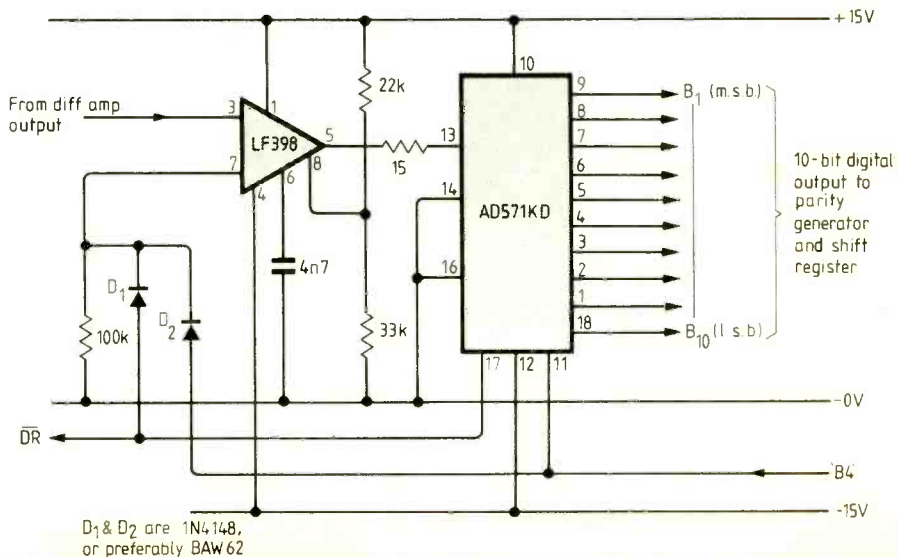 +15V
10
22k
9
B1 (m.s.b)
From diff amp
output
3
1
8
LF398
5
13
7
7
8
15
6
10-bit digital
output to
parity
generator
and shift
register
6
4
14
5
AD571KD
4
3
4n7
16
2
D1
1
D2
100k
33k
18
B10 (l.s.b)
17
12
11
-0V
DR
B4
-15V
D1 & D2 are 1N4148,
or preferably BAW62